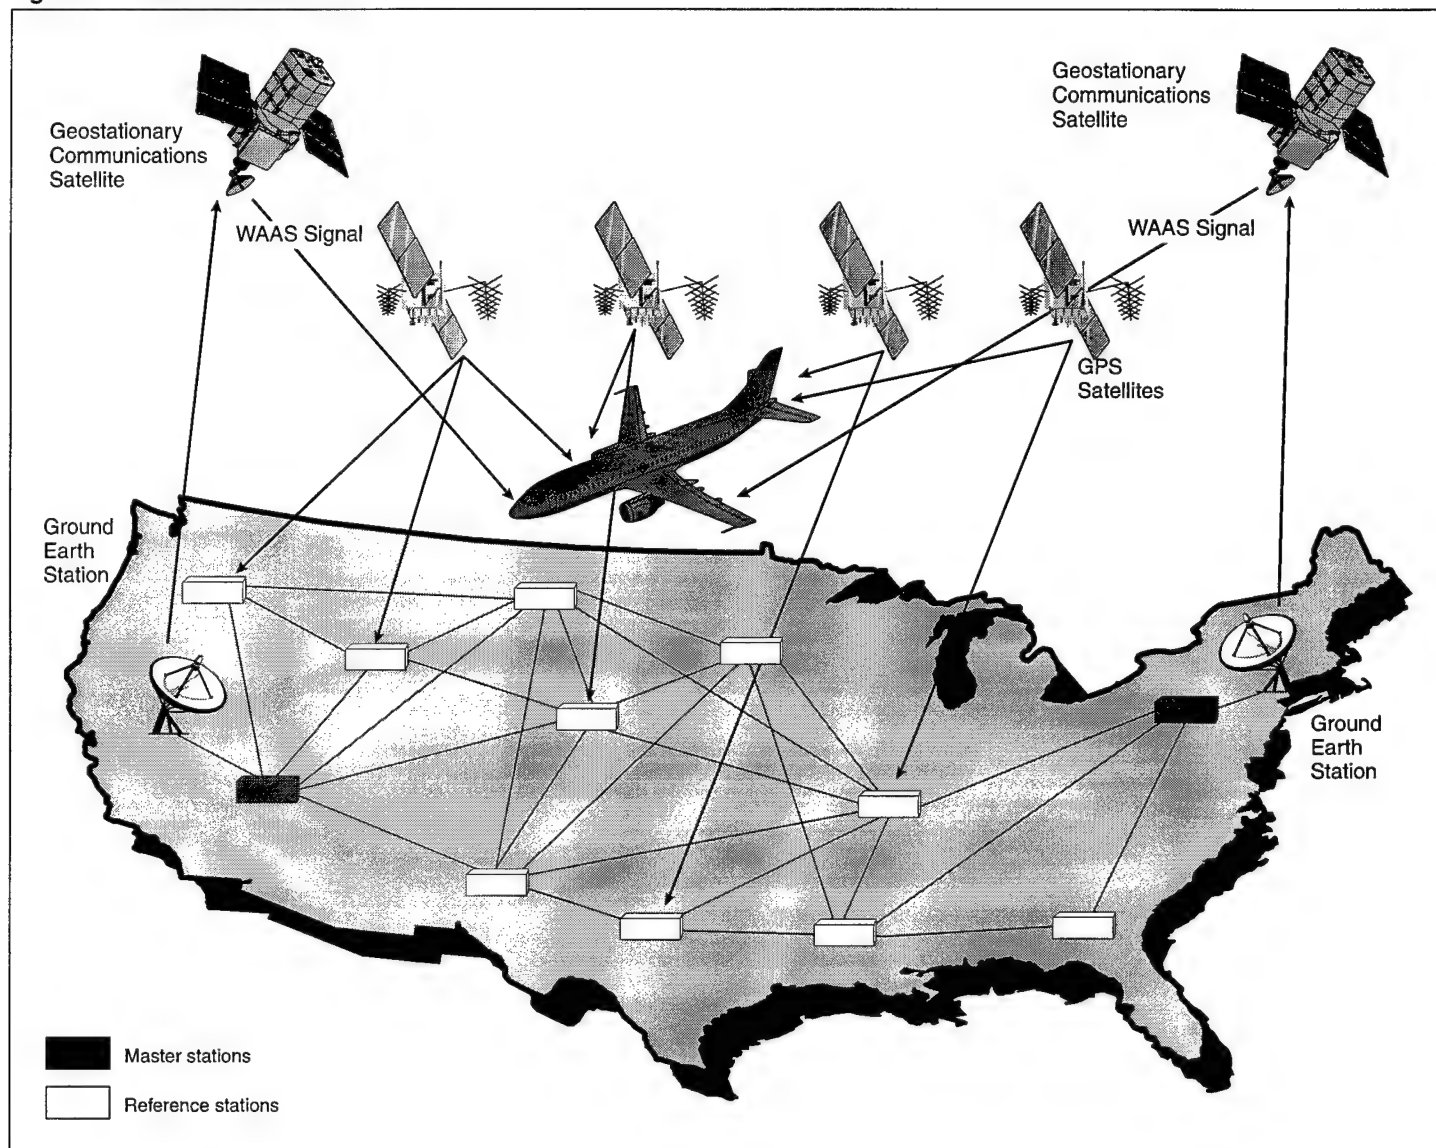 Geostationary
Communications
Satellite
Geostationary
Communications
Satellite
WAAS Signal
WAAS Signal
GPS
Satellites
Ground
Earth
Station
Ground
Earth
Station
Master stations
Reference stations